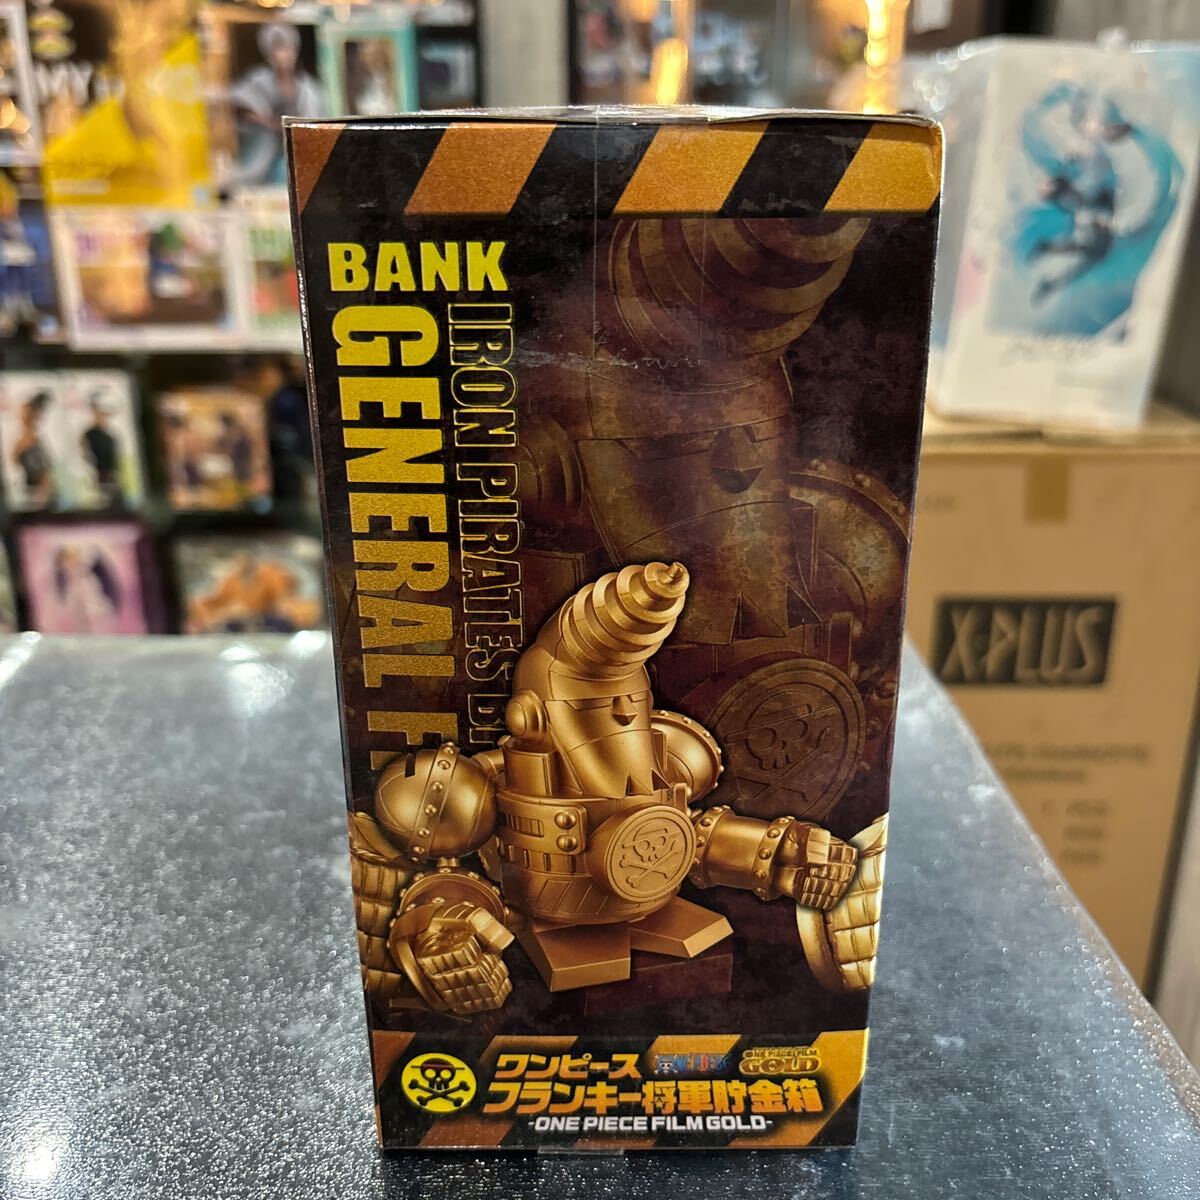 BANK
GENERAL F
IRON PIRATES
ワンピース
ONE PIECE
ONE PIECE FILM
GOLD
フランキー将軍貯金箱
-ONE PIECE FILM GOLD-
X-PLUS